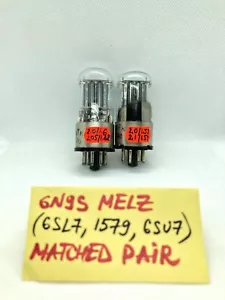 6N9S MELZ
(6SL7, 1579, 6SU7)
MATCHED PAIR